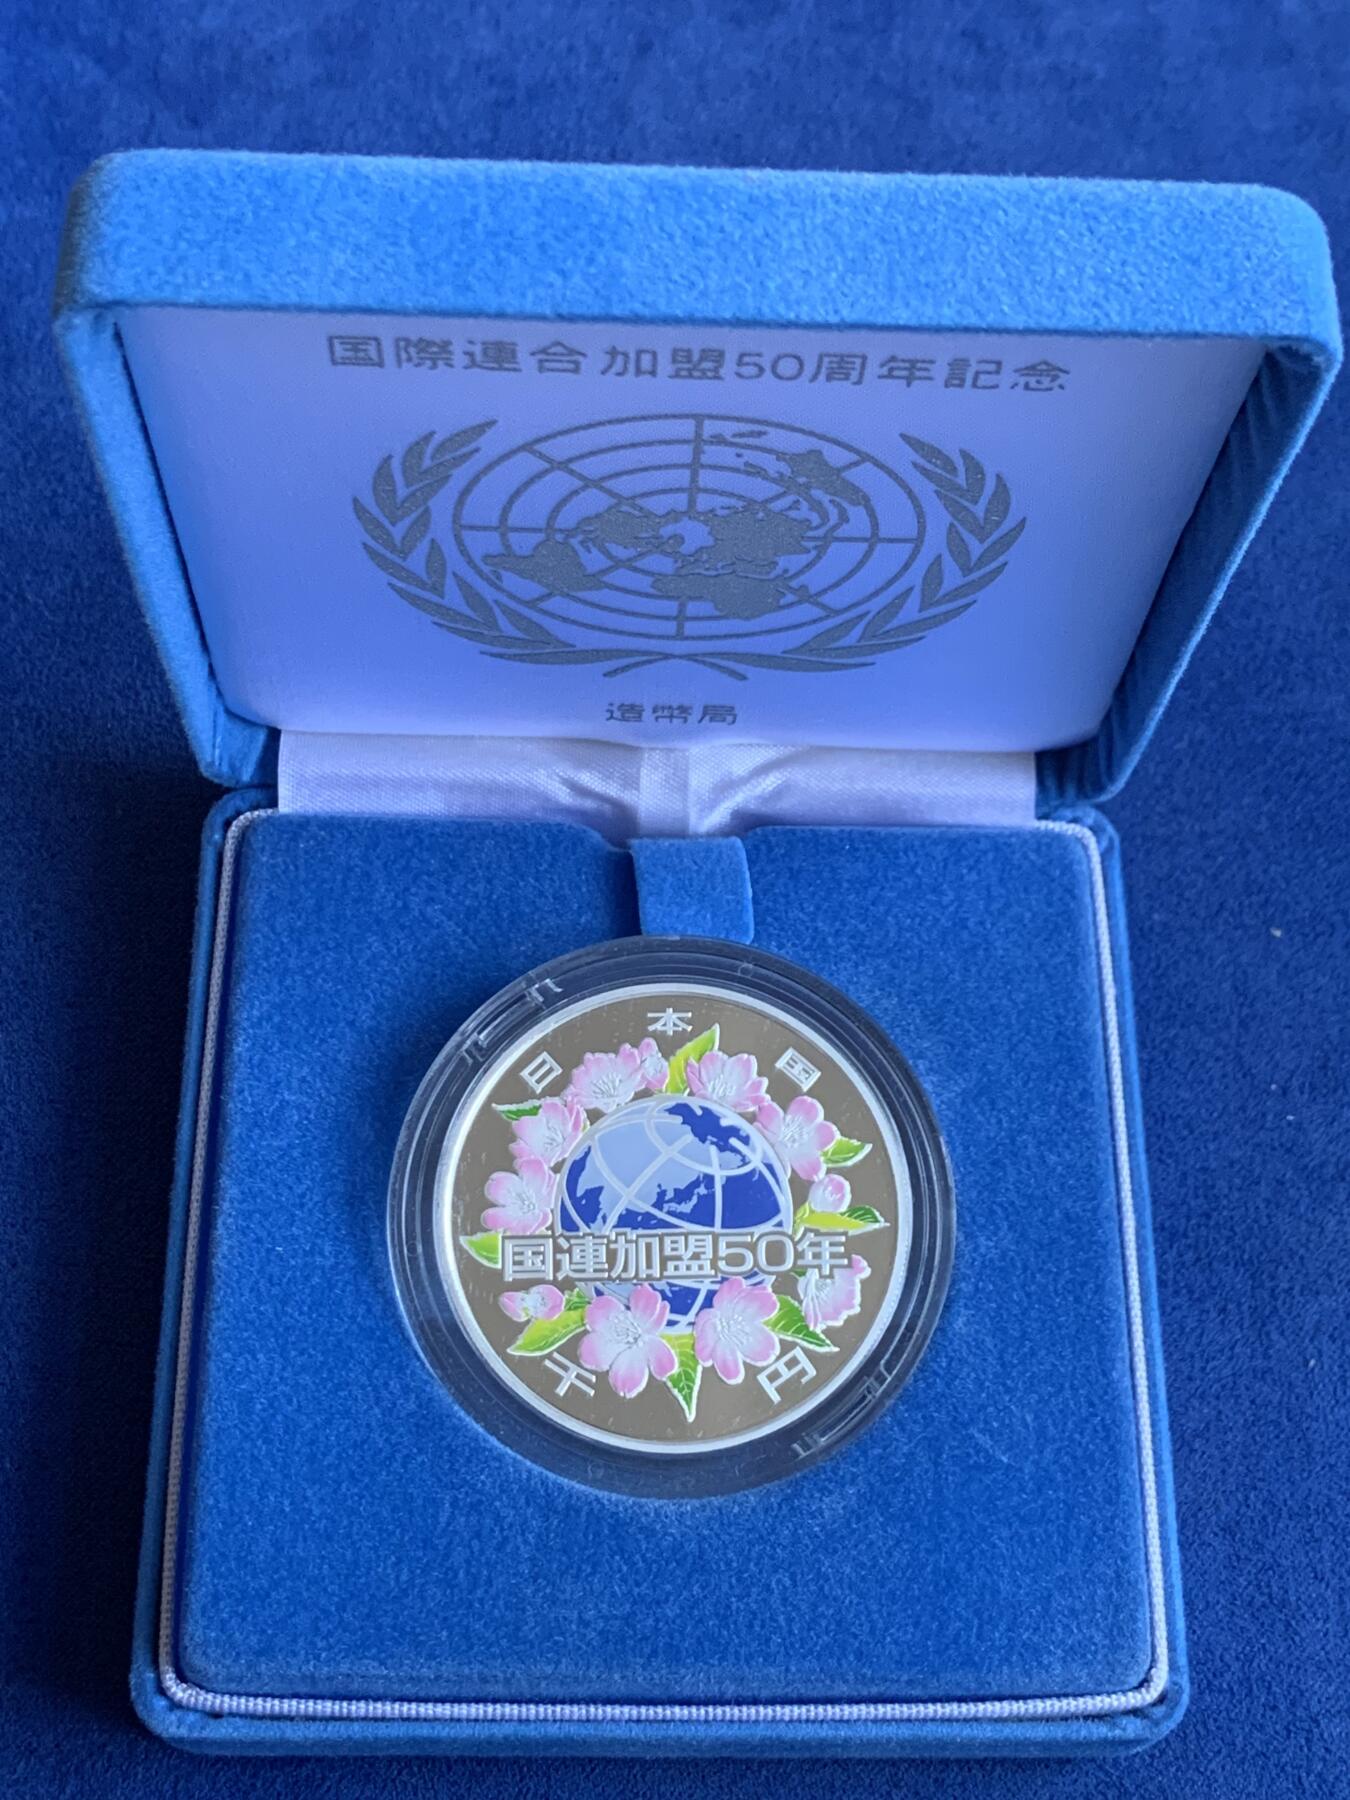 国際連合加盟50周年記念
造幣局
日本国
国連加盟50年
千円